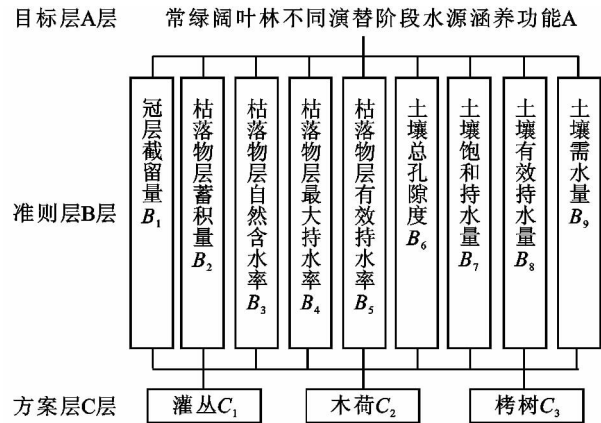 目标层A层 常绿阔叶林不同演替阶段水源涵养功能A
准则层B层
冠层截留量B₁
枯落物层蓄积量B₂
枯落物层自然含水率B₃
枯落物层最大持水率B₄
枯落物层有效持水率B₅
土壤总孔隙度B₆
土壤饱和持水量B₇
土壤有效持水量B₈
土壤需水量B₉
方案层C层 灌丛C₁ 木荷C₂ 栲树C₃